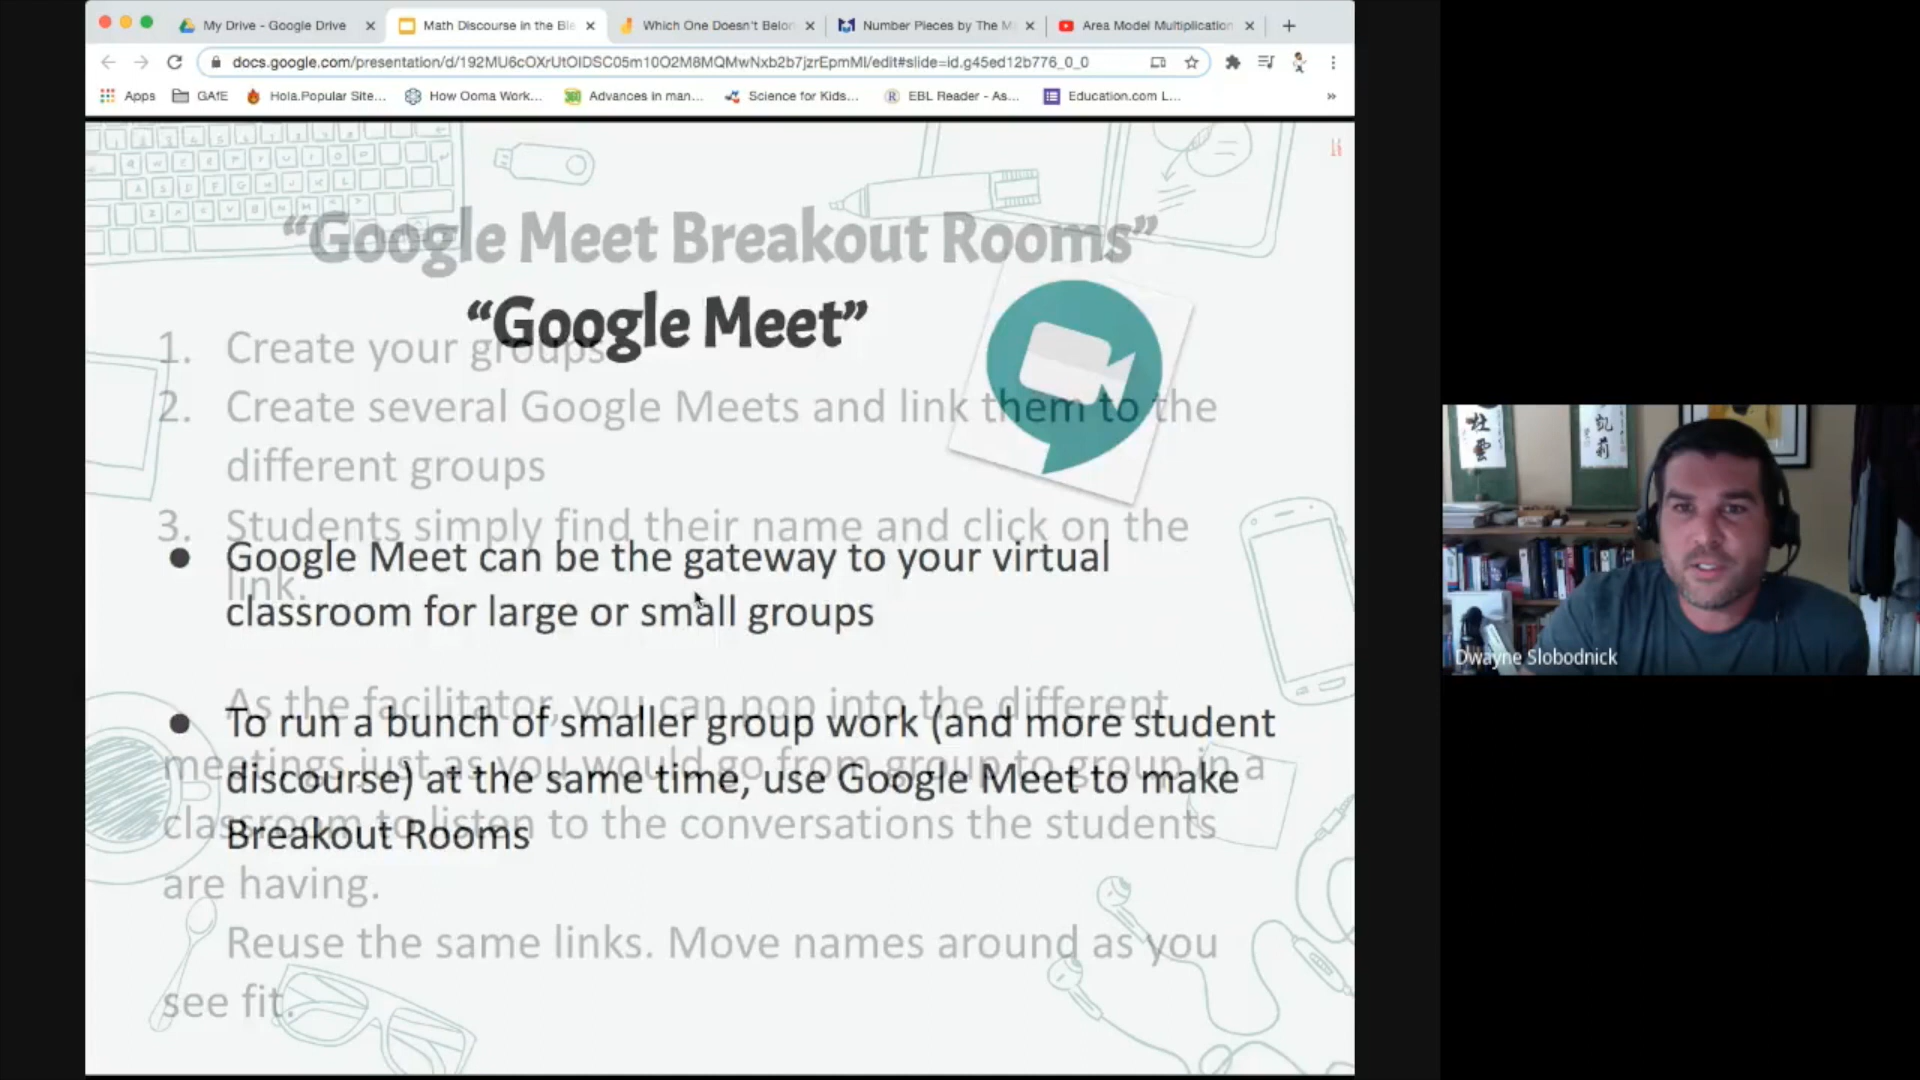 My Drive - Google Drive
Math Discourse in the Ble
Which One Doesn't Belon
Number Pieces by The M
Area Model Multiplication
docs.google.com/presentation/d/192MU6cOXrUtOIDSC05m10O2M8MQMwNxb2b7jzrEpmMI/edit#slide=id.g45ed12b776_0_0
Apps
GAfE
Hola.Popular Site...
How Ooma Work...
Advances in man...
Science for Kids...
EBL Reader - As...
Education.com L...
»
“Google Meet Breakout Rooms”
“Google Meet”
1. Create your groups
2. Create several Google Meets and link them to the
different groups
3. Students simply find their name and click on the
link.
● Google Meet can be the gateway to your virtual
classroom for large or small groups
As the facilitator, you can pop into the different
meetings just as you would go from group to group in a
classroom to listen to the conversations the students
are having.
● To run a bunch of smaller group work (and more student
discourse) at the same time, use Google Meet to make
Breakout Rooms
Reuse the same links. Move names around as you
see fit.
杜
雲
凱
莉
Dwayne Slobodnick